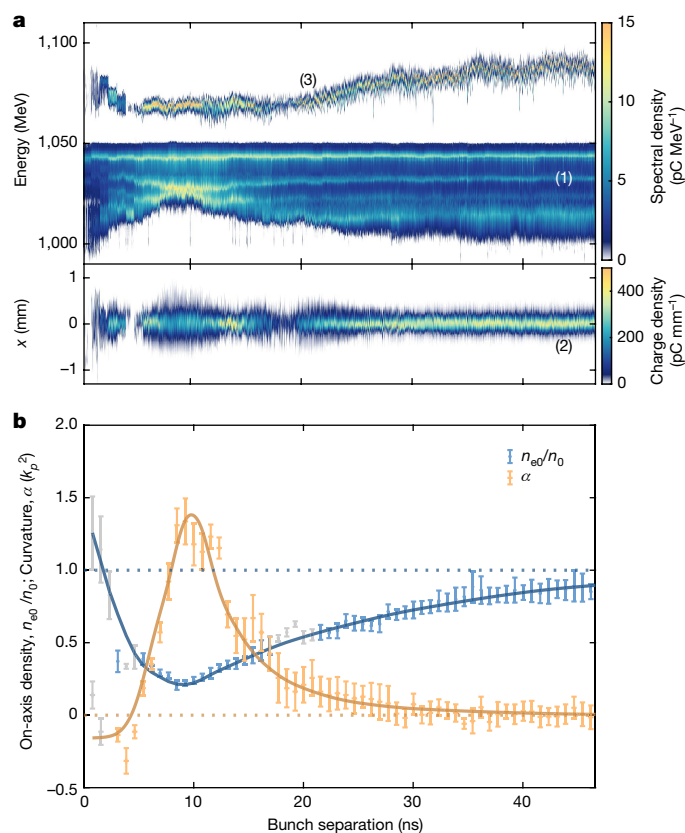 a
1,100
1,050
1,000
Energy (MeV)
(3)
(1)
15
10
5
0
Spectral density
(pC MeV⁻¹)
1
0
−1
x (mm)
(2)
400
200
0
Charge density
(pC mm⁻¹)
b
2.0
1.5
1.0
0.5
0
−0.5
On-axis density, nₑ₀/n₀; Curvature, α (kₚ²)
nₑ₀/n₀
α
0
10
20
30
40
Bunch separation (ns)